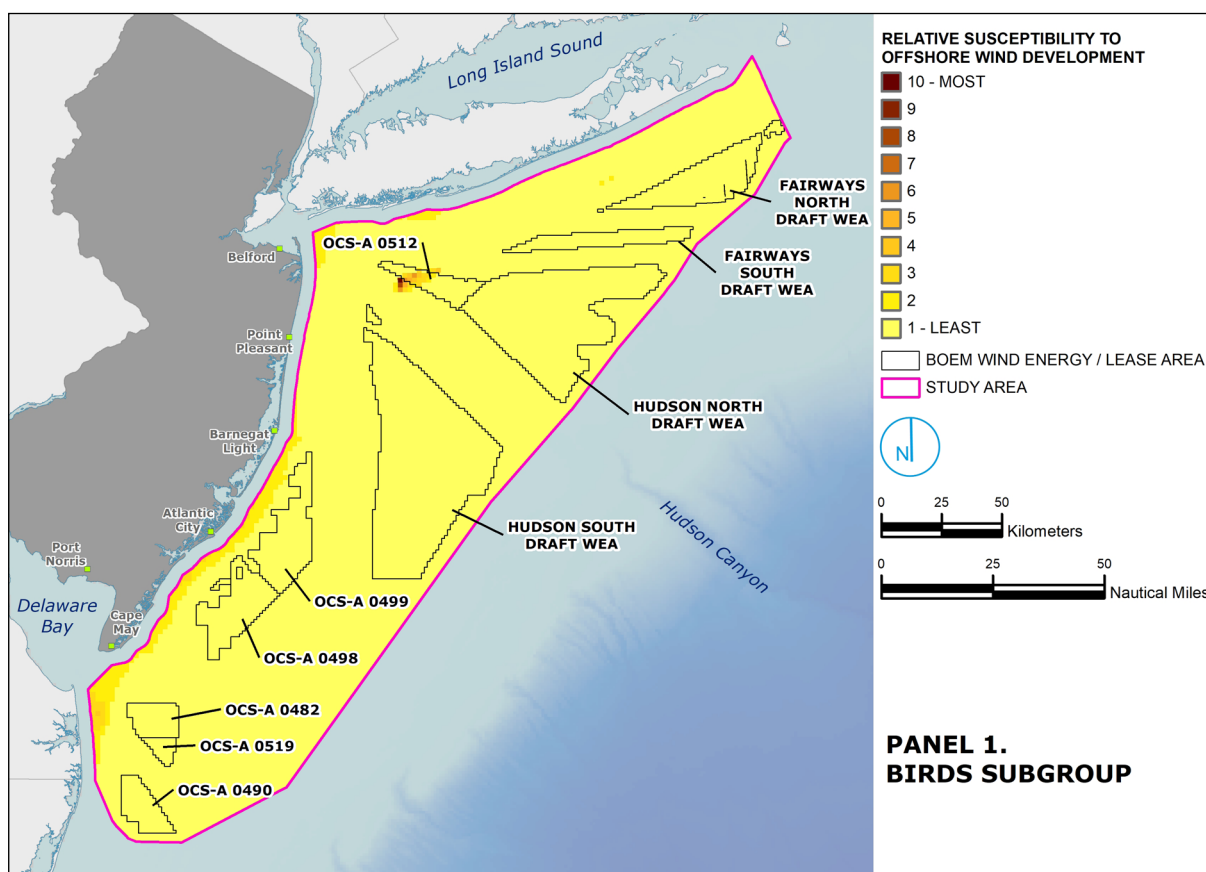 Long Island Sound
FAIRWAYS
NORTH
DRAFT WEA
OCS-A 0512
Belford
FAIRWAYS
SOUTH
DRAFT WEA
Point
Pleasant
HUDSON NORTH
DRAFT WEA
Barnegat
Light
Atlantic
City
HUDSON SOUTH
DRAFT WEA
Hudson Canyon
Port
Norris
OCS-A 0499
Delaware
Bay
Cape
May
OCS-A 0498
OCS-A 0482
OCS-A 0519
OCS-A 0490
RELATIVE SUSCEPTIBILITY TO
OFFSHORE WIND DEVELOPMENT
10 - MOST
9
8
7
6
5
4
3
2
1 - LEAST
BOEM WIND ENERGY / LEASE AREA
STUDY AREA
N
0 25 50
Kilometers
0 25 50
Nautical Miles
PANEL 1.
BIRDS SUBGROUP